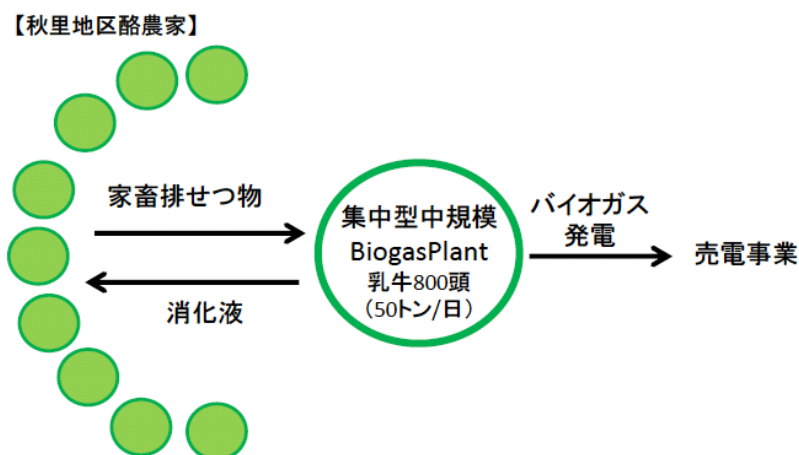 【秋里地区酪農家】
家畜排せつ物
消化液
集中型中規模
BiogasPlant
乳牛800頭
（50トン/日）
バイオガス
発電
売電事業